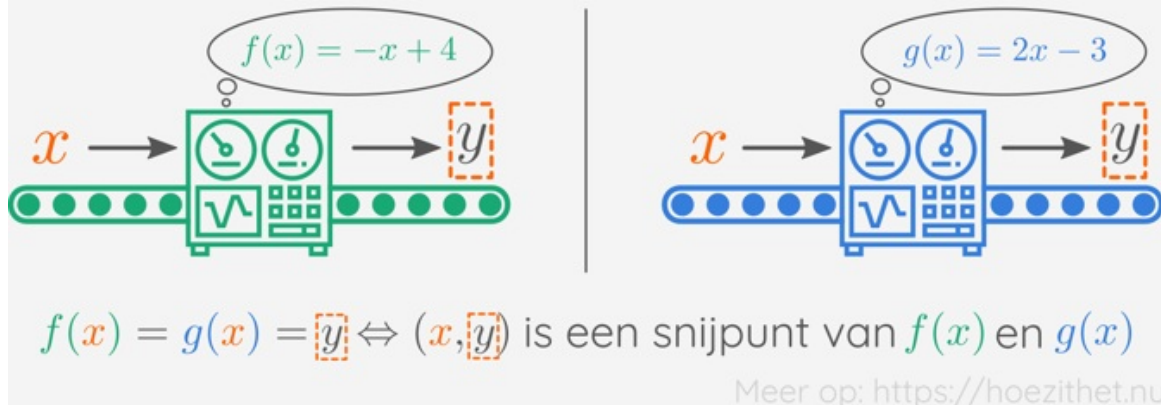 f(x) = −x + 4
g(x) = 2x − 3
x
y
x
y
f(x) = g(x) = y ⇔ (x,y) is een snijpunt van f(x) en g(x)
Meer op: https://hoezithet.nu